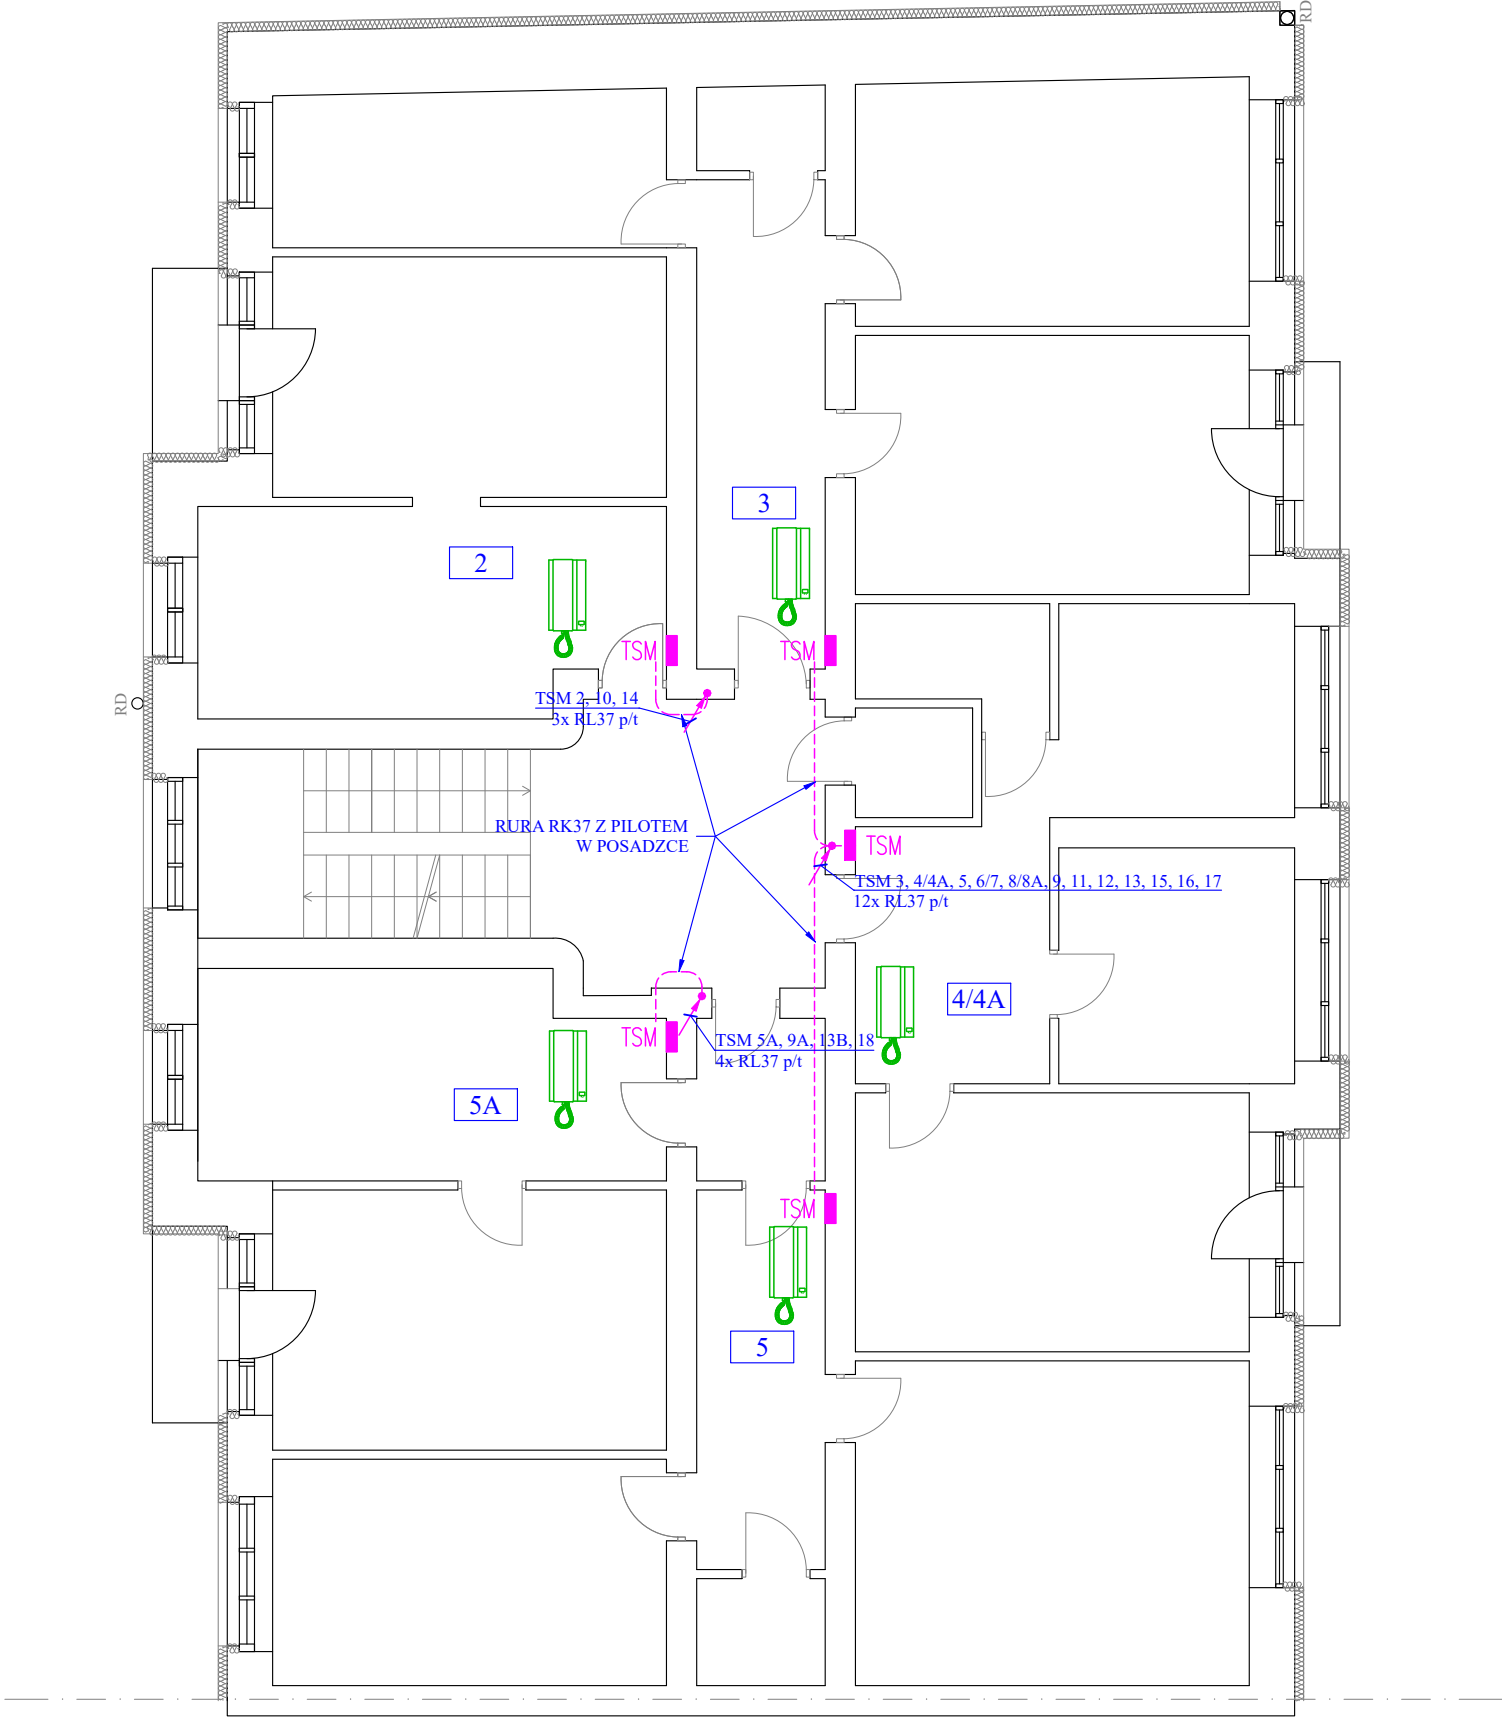 RD
3
2
TSM
TSM
TSM 2, 10, 14
3x RL37 p/t
RD
RURA RK37 Z PILOTEM
W POSADZCE
TSM
TSM 3, 4/4A, 5, 6/7, 8/8A, 9, 11, 12, 13, 15, 16, 17
12x RL37 p/t
4/4A
TSM
TSM 5A, 9A, 13B, 18
4x RL37 p/t
5A
TSM
5